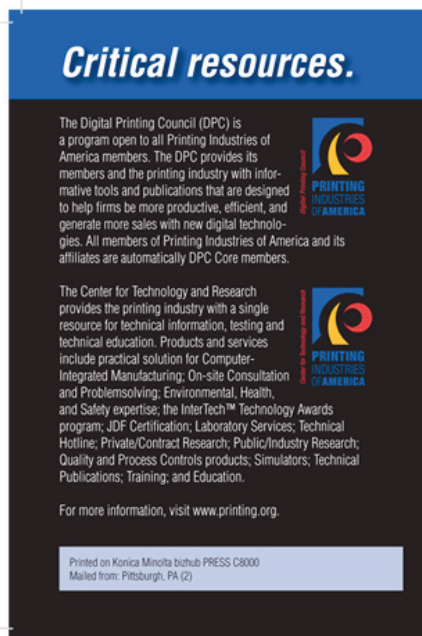 Critical resources.
The Digital Printing Council (DPC) is
a program open to all Printing Industries of
America members. The DPC provides its
members and the printing industry with infor-
mative tools and publications that are designed
to help firms be more productive, efficient, and
generate more sales with new digital technolo-
gies. All members of Printing Industries of America and its
affiliates are automatically DPC Core members.
Digital Printing Council
PRINTING
INDUSTRIES
OF AMERICA
The Center for Technology and Research
provides the printing industry with a single
resource for technical information, testing and
technical education. Products and services
include practical solution for Computer-
Integrated Manufacturing; On-site Consultation
and Problemsolving; Environmental, Health,
and Safety expertise; the InterTech™ Technology Awards
program; JDF Certification; Laboratory Services; Technical
Hotline; Private/Contract Research; Public/Industry Research;
Quality and Process Controls products; Simulators; Technical
Publications; Training; and Education.
Center for Technology and Research
PRINTING
INDUSTRIES
OF AMERICA
For more information, visit www.printing.org.
Printed on Konica Minolta bizhub PRESS C8000
Mailed from: Pittsburgh, PA (2)